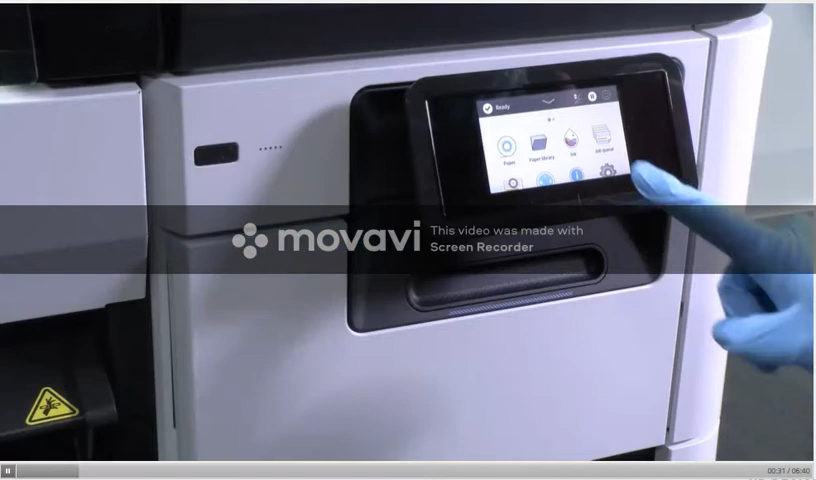 Ready
Paper
Paper library
Ink
Job queue
movavi
This video was made with
Screen Recorder
00:31 / 06:40